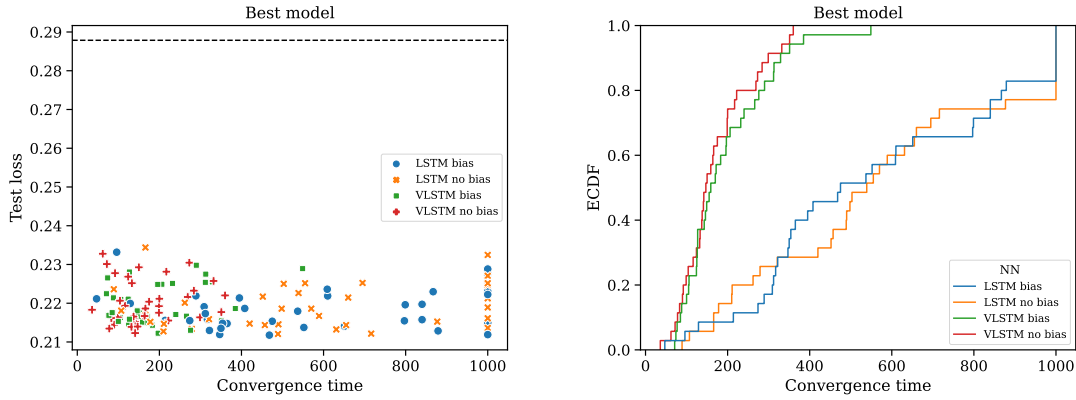 Best model
Test loss
0.29
0.28
0.27
0.26
0.25
0.24
0.23
0.22
0.21
LSTM bias
LSTM no bias
VLSTM bias
VLSTM no bias
0 200 400 600 800 1000
Convergence time
Best model
ECDF
1.0
0.8
0.6
0.4
0.2
0.0
NN
LSTM bias
LSTM no bias
VLSTM bias
VLSTM no bias
0 200 400 600 800 1000
Convergence time